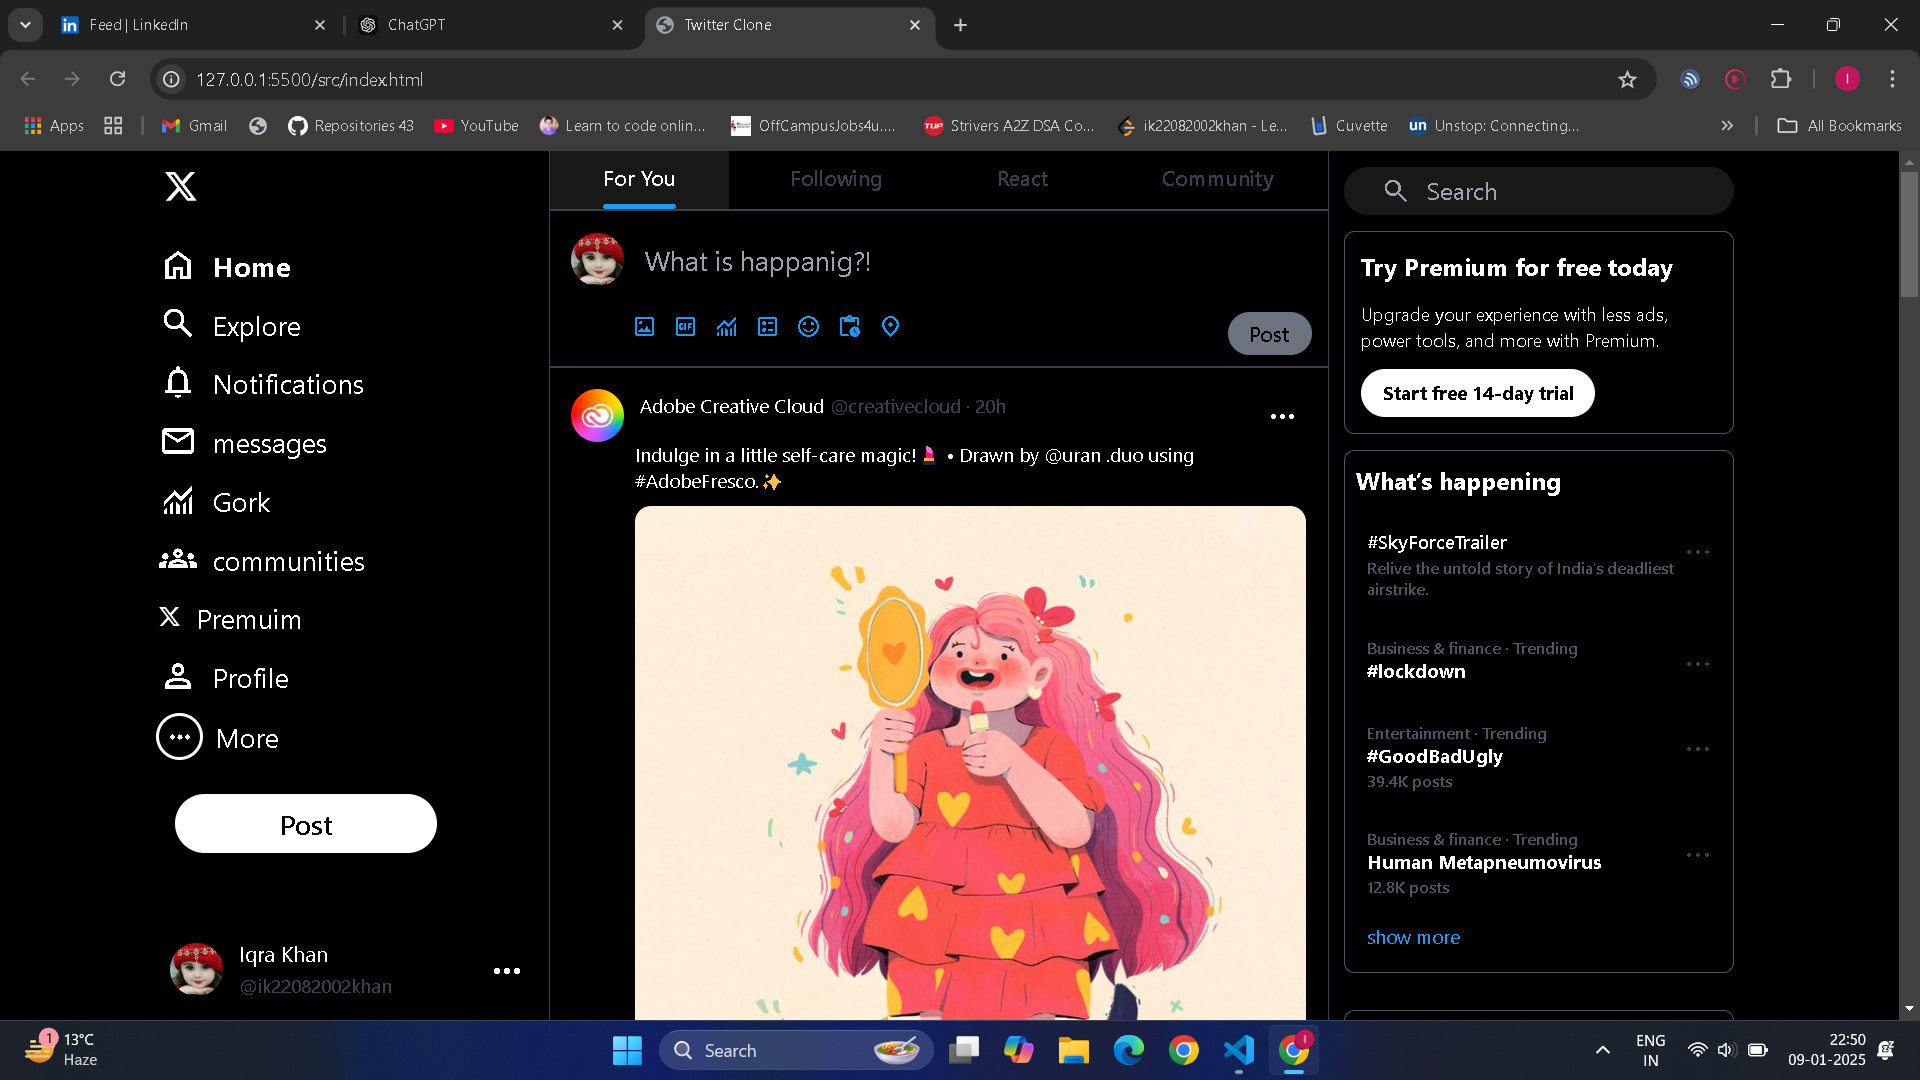 Feed | LinkedIn
ChatGPT
Twitter Clone
127.0.0.1:5500/src/index.html
Apps
Gmail
Repositories 43
YouTube
Learn to code onlin...
OffCampusJobs4u....
TUF
Strivers A2Z DSA Co...
ik22082002khan - Le...
Cuvette
un
Unstop: Connecting...
All Bookmarks
I
Home
Explore
Notifications
messages
Gork
communities
Premuim
Profile
More
Post
Iqra Khan
@ik22082002khan
For You
Following
React
Community
What is happanig?!
GIF
Post
Adobe Creative Cloud @creativecloud · 20h
Indulge in a little self-care magic!💄 • Drawn by @uran .duo using
#AdobeFresco.✨
Search
Try Premium for free today
Upgrade your experience with less ads,
power tools, and more with Premium.
Start free 14-day trial
What's happening
#SkyForceTrailer
Relive the untold story of India's deadliest
airstrike.
Business & finance · Trending
#lockdown
Entertainment · Trending
#GoodBadUgly
39.4K posts
Business & finance · Trending
Human Metapneumovirus
12.8K posts
show more
1
13°C
Haze
Search
I
ENG
IN
22:50
09-01-2025